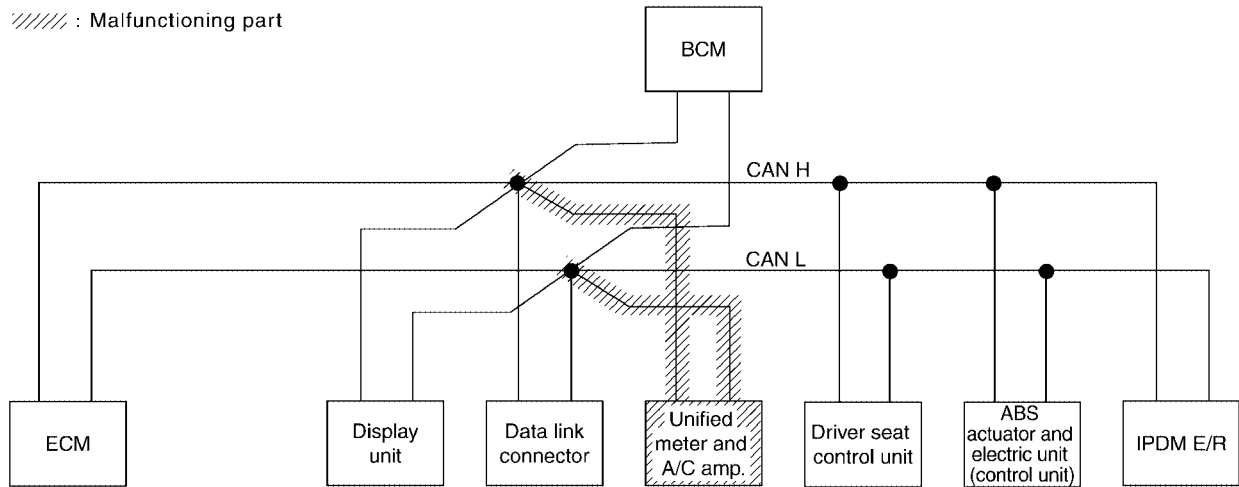 : Malfunctioning part
BCM
CAN H
CAN L
ECM
Display
unit
Data link
connector
Unified
meter and
A/C amp.
Driver seat
control unit
ABS
actuator and
electric unit
(control unit)
IPDM E/R